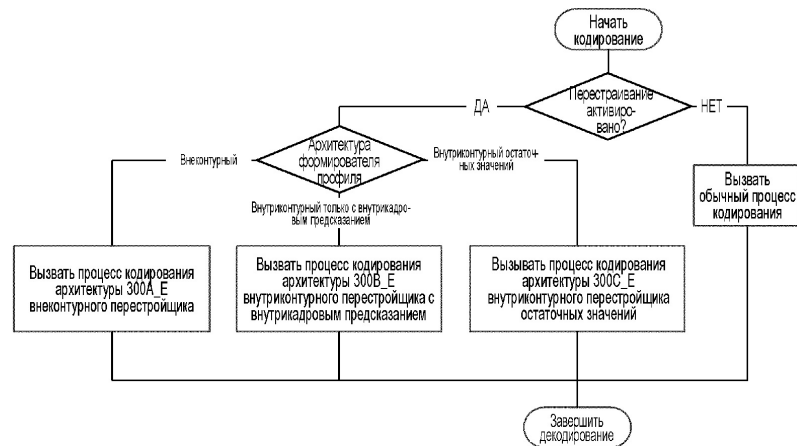 Начать
кодирование
Перестраивание
активиро-
вано?
ДА
НЕТ
Архитектура
формирователя
профиля
Внеконтурный
Внутриконтурный остаточ-
ных значений
Внутриконтурный только с внутрикадро-
вым предсказанием
Вызвать
обычный процесс
кодирования
Вызвать процесс кодирования
архитектуры 300A_E
внеконтурного перестройщика
Вызвать процесс кодирования
архитектуры 300B_E
внутриконтурного перестройщика с
внутрикадровым предсказанием
Вызывать процесс кодирования
архитектуры 300C_E
внутриконтурного перестройщика
остаточных значений
Завершить
декодирование